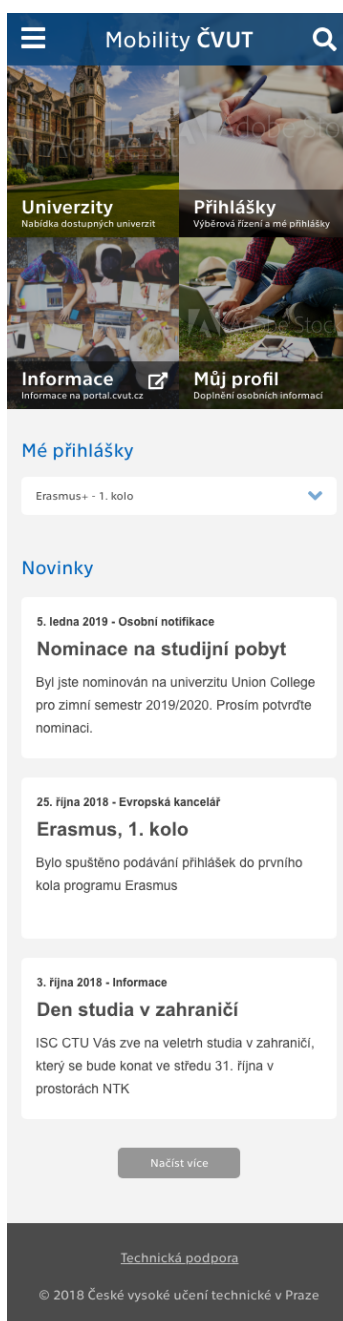 Mobility ČVUT
Univerzity
Nabídka dostupných univerzit
Přihlášky
Výběrová řízení a mé přihlášky
Informace
Informace na portal.cvut.cz
Můj profil
Doplnění osobních informací
Mé přihlášky
Erasmus+ - 1. kolo
Novinky
5. ledna 2019 - Osobní notifikace
Nominace na studijní pobyt
Byl jste nominován na univerzitu Union College
pro zimní semestr 2019/2020. Prosím potvrďte
nominaci.
25. října 2018 - Evropská kancelář
Erasmus, 1. kolo
Bylo spuštěno podávání přihlášek do prvního
kola programu Erasmus
3. října 2018 - Informace
Den studia v zahraničí
ISC CTU Vás zve na veletrh studia v zahraničí,
který se bude konat ve středu 31. října v
prostorách NTK
Načíst více
Technická podpora
© 2018 České vysoké učení technické v Praze